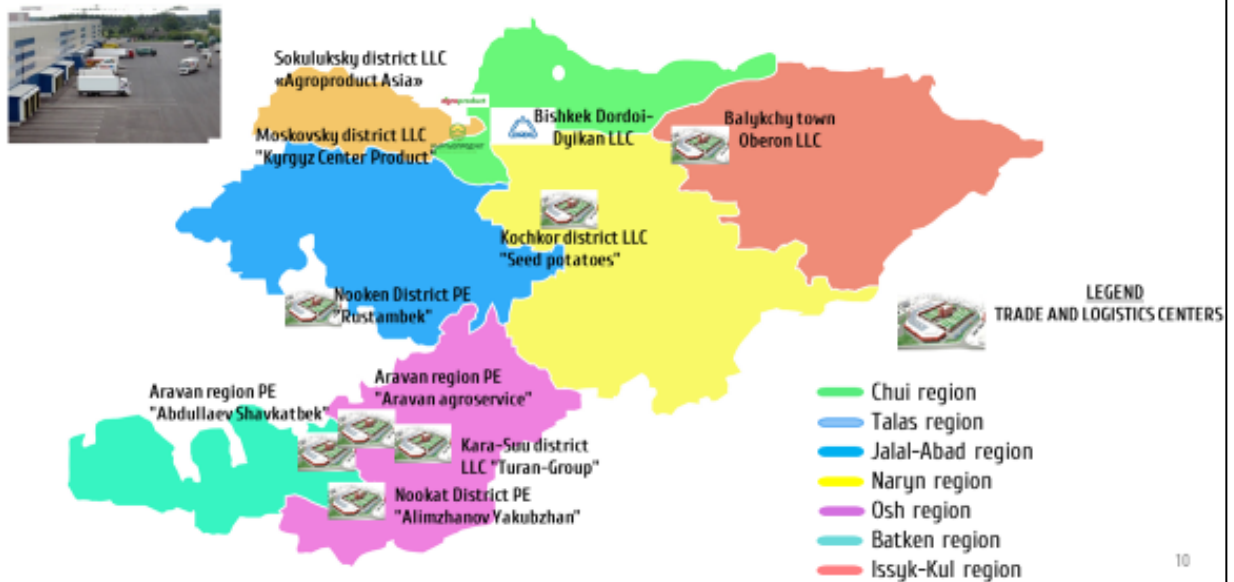 Sokuluksky district LLC
«Agroproduct Asia»
agroproduct
Moskovsky district LLC
"Kyrgyz Center Product"
Bishkek Dordoi-
Dyikan LLC
Balykchy town
Oberon LLC
Kochkor district LLC
"Seed potatoes"
Nooken District PE
"Rustambek"
LEGEND
TRADE AND LOGISTICS CENTERS
Aravan region PE
"Abdullaev Shavkatbek"
Aravan region PE
"Aravan agroservice"
Kara-Suu district
LLC "Turan-Group"
Nookat District PE
"Alimzhanov Yakubzhan"
Chui region
Talas region
Jalal-Abad region
Naryn region
Osh region
Batken region
Issyk-Kul region
10